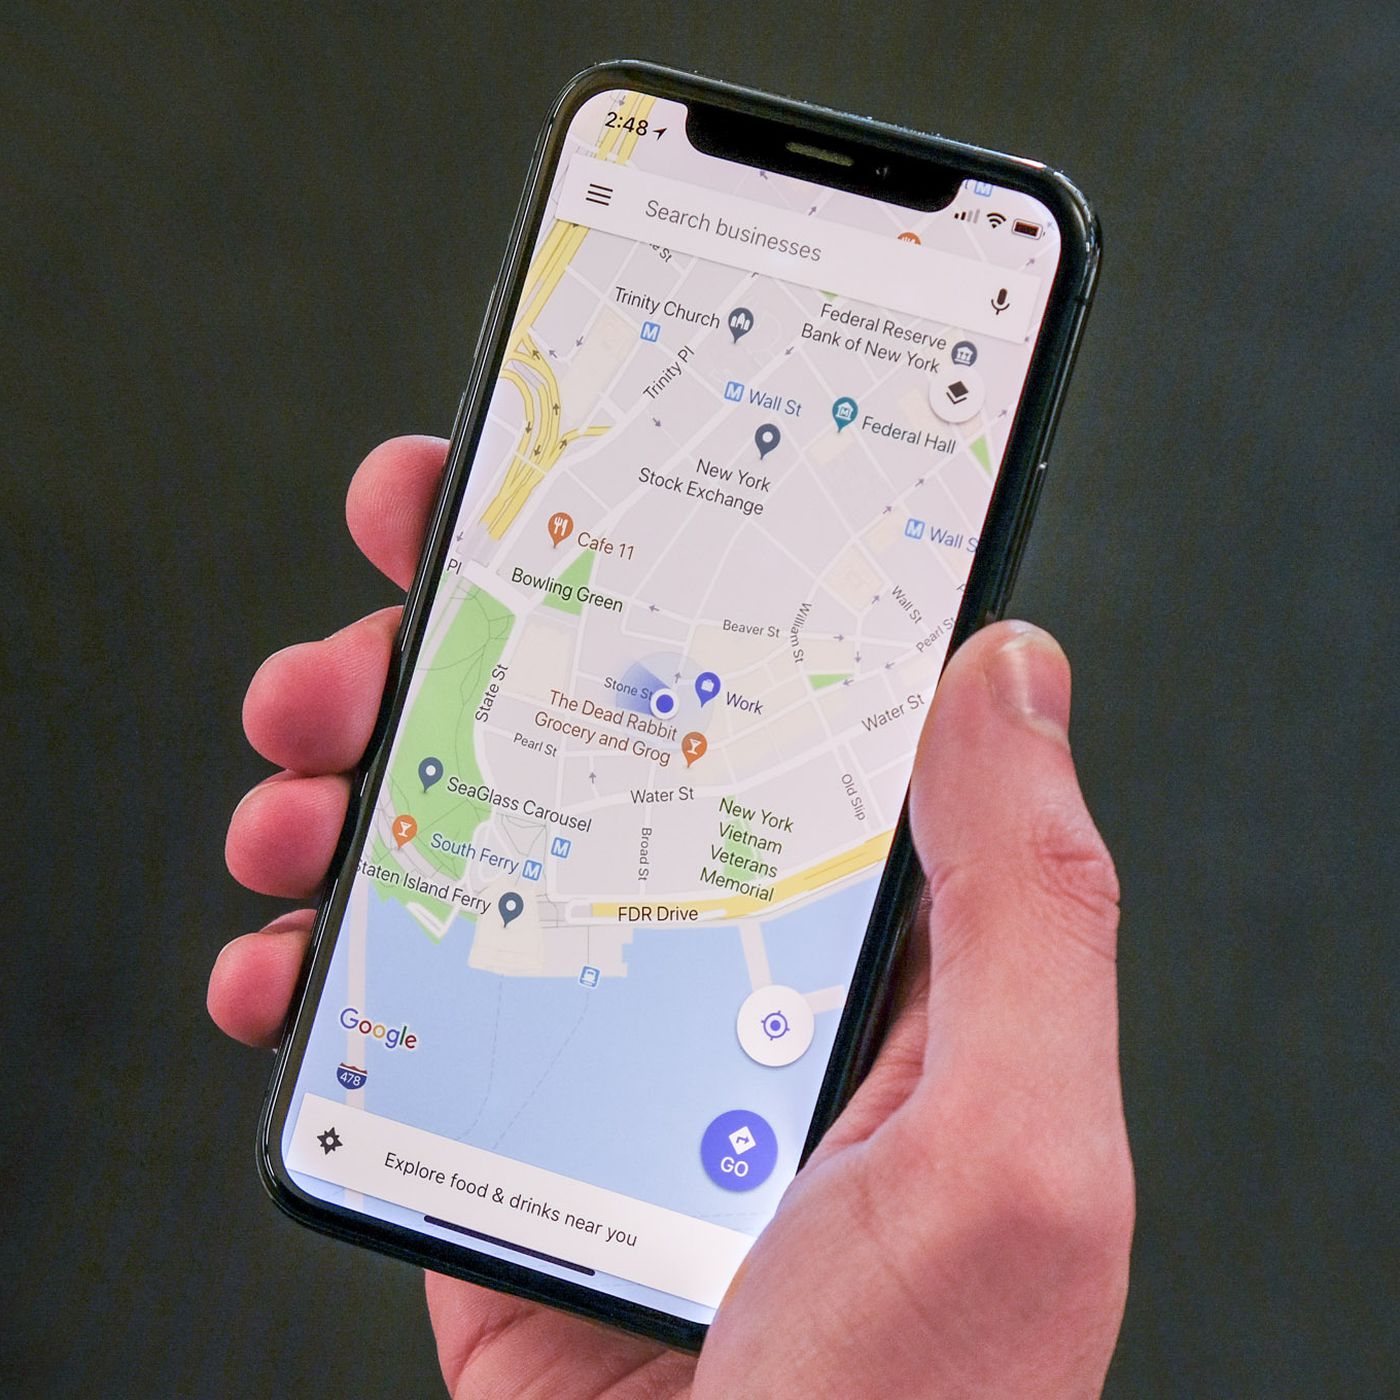 2:48
Search businesses
Trinity Church
Federal Reserve
Bank of New York
Trinity Pl
Wall St
Federal Hall
New York
Stock Exchange
Wall S
Cafe 11
Pl
Bowling Green
Wall St
Pearl St
William St
Beaver St
State St
Stone St
Work
The Dead Rabbit
Grocery and Grog
Water St
Pearl St
SeaGlass Carousel
Water St
Old Slip
New York
Vietnam
Veterans
Memorial
South Ferry
Broad St
Staten Island Ferry
FDR Drive
Google
478
GO
Explore food & drinks near you